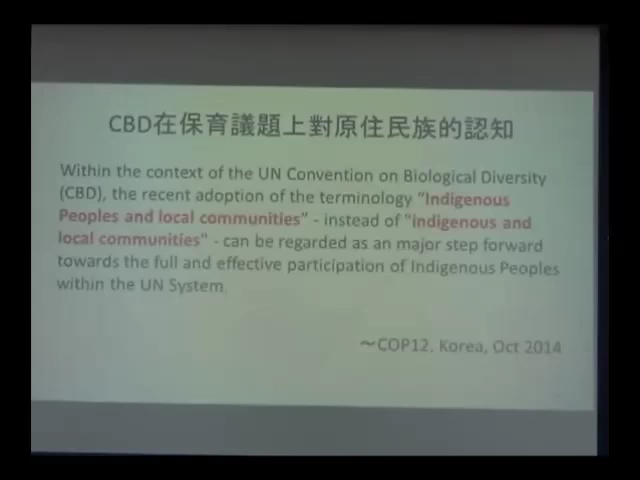 CBD在保育議題上對原住民族的認知
Within the context of the UN Convention on Biological Diversity
(CBD), the recent adoption of the terminology “Indigenous
Peoples and local communities” - instead of “indigenous and
local communities” - can be regarded as an major step forward
towards the full and effective participation of Indigenous Peoples
within the UN System.
～COP12, Korea, Oct 2014